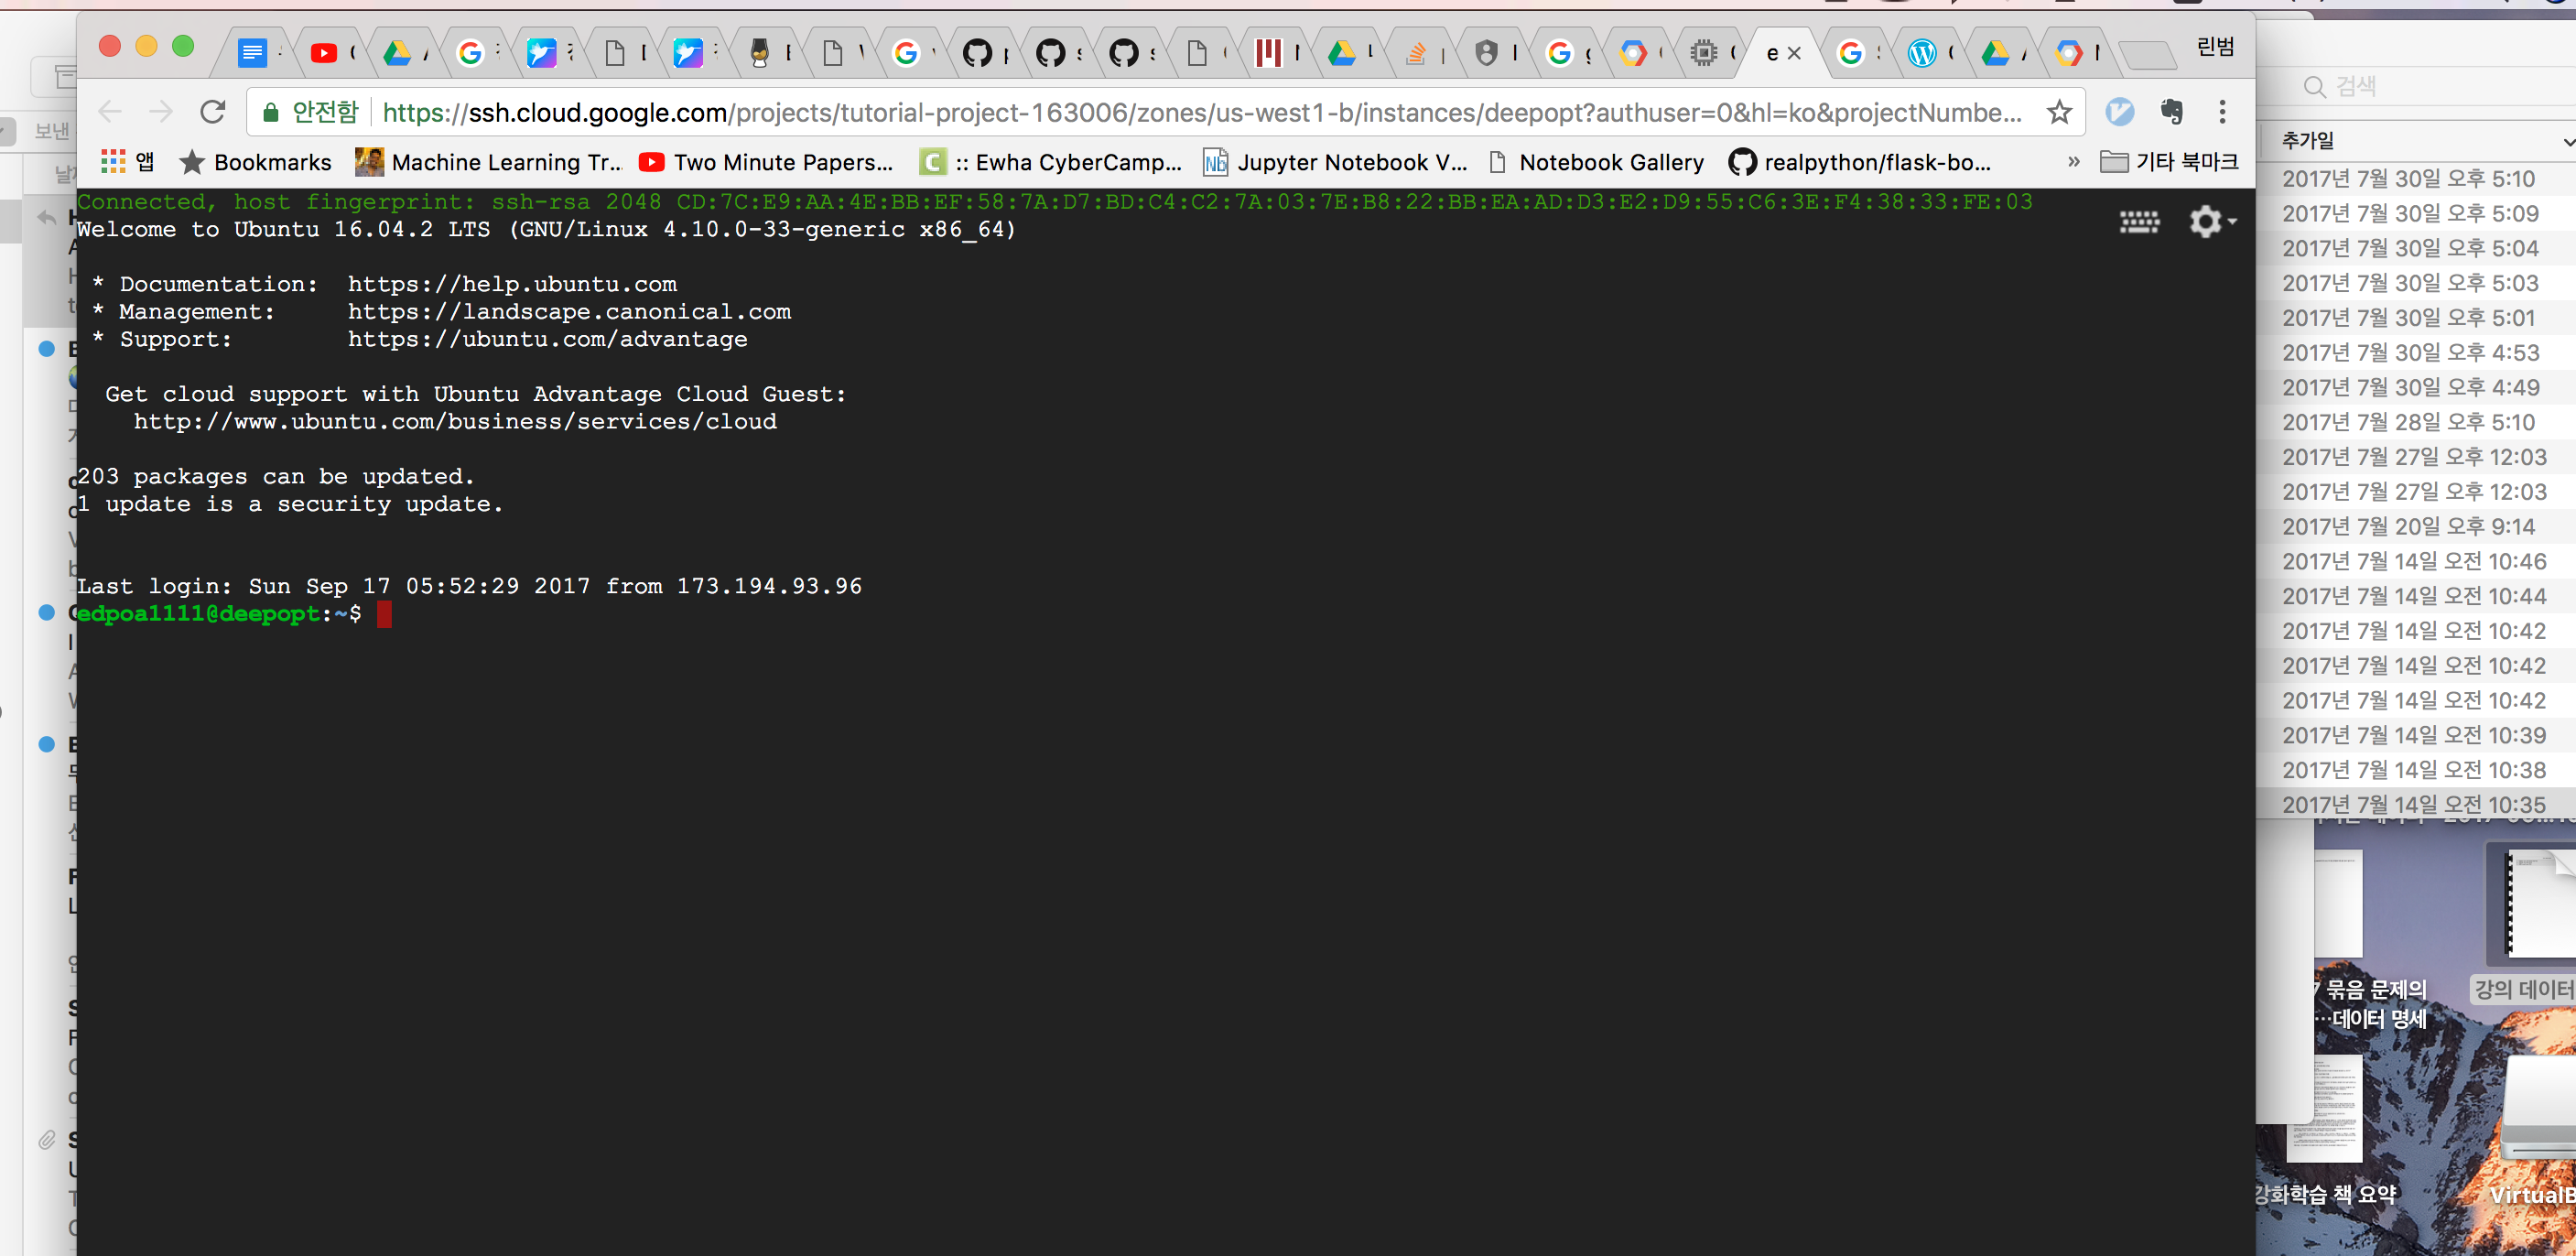 린범
안전함 https://ssh.cloud.google.com/projects/tutorial-project-163006/zones/us-west1-b/instances/deepopt?authuser=0&hl=ko&projectNumbe...
앱 Bookmarks Machine Learning Tr... Two Minute Papers... :: Ewha CyberCamp... Jupyter Notebook V... Notebook Gallery realpython/flask-bo... » 기타 북마크
Connected, host fingerprint: ssh-rsa 2048 CD:7C:E9:AA:4E:BB:EF:58:7A:D7:BD:C4:C2:7A:03:7E:B8:22:BB:EA:AD:D3:E2:D9:55:C6:3E:F4:38:33:FE:03
Welcome to Ubuntu 16.04.2 LTS (GNU/Linux 4.10.0-33-generic x86_64)
* Documentation: https://help.ubuntu.com
* Management: https://landscape.canonical.com
* Support: https://ubuntu.com/advantage
Get cloud support with Ubuntu Advantage Cloud Guest:
http://www.ubuntu.com/business/services/cloud
203 packages can be updated.
1 update is a security update.
Last login: Sun Sep 17 05:52:29 2017 from 173.194.93.96
edpoa1111@deepopt:~$
보낸
검색
추가일
2017년 7월 30일 오후 5:10
2017년 7월 30일 오후 5:09
2017년 7월 30일 오후 5:04
2017년 7월 30일 오후 5:03
2017년 7월 30일 오후 5:01
2017년 7월 30일 오후 4:53
2017년 7월 30일 오후 4:49
2017년 7월 28일 오후 5:10
2017년 7월 27일 오후 12:03
2017년 7월 27일 오후 12:03
2017년 7월 20일 오후 9:14
2017년 7월 14일 오전 10:46
2017년 7월 14일 오전 10:44
2017년 7월 14일 오전 10:42
2017년 7월 14일 오전 10:42
2017년 7월 14일 오전 10:42
2017년 7월 14일 오전 10:39
2017년 7월 14일 오전 10:38
2017년 7월 14일 오전 10:35
7 묶음 문제의
…데이터 명세
강의 데이터
강화학습 책 요약
VirtualB